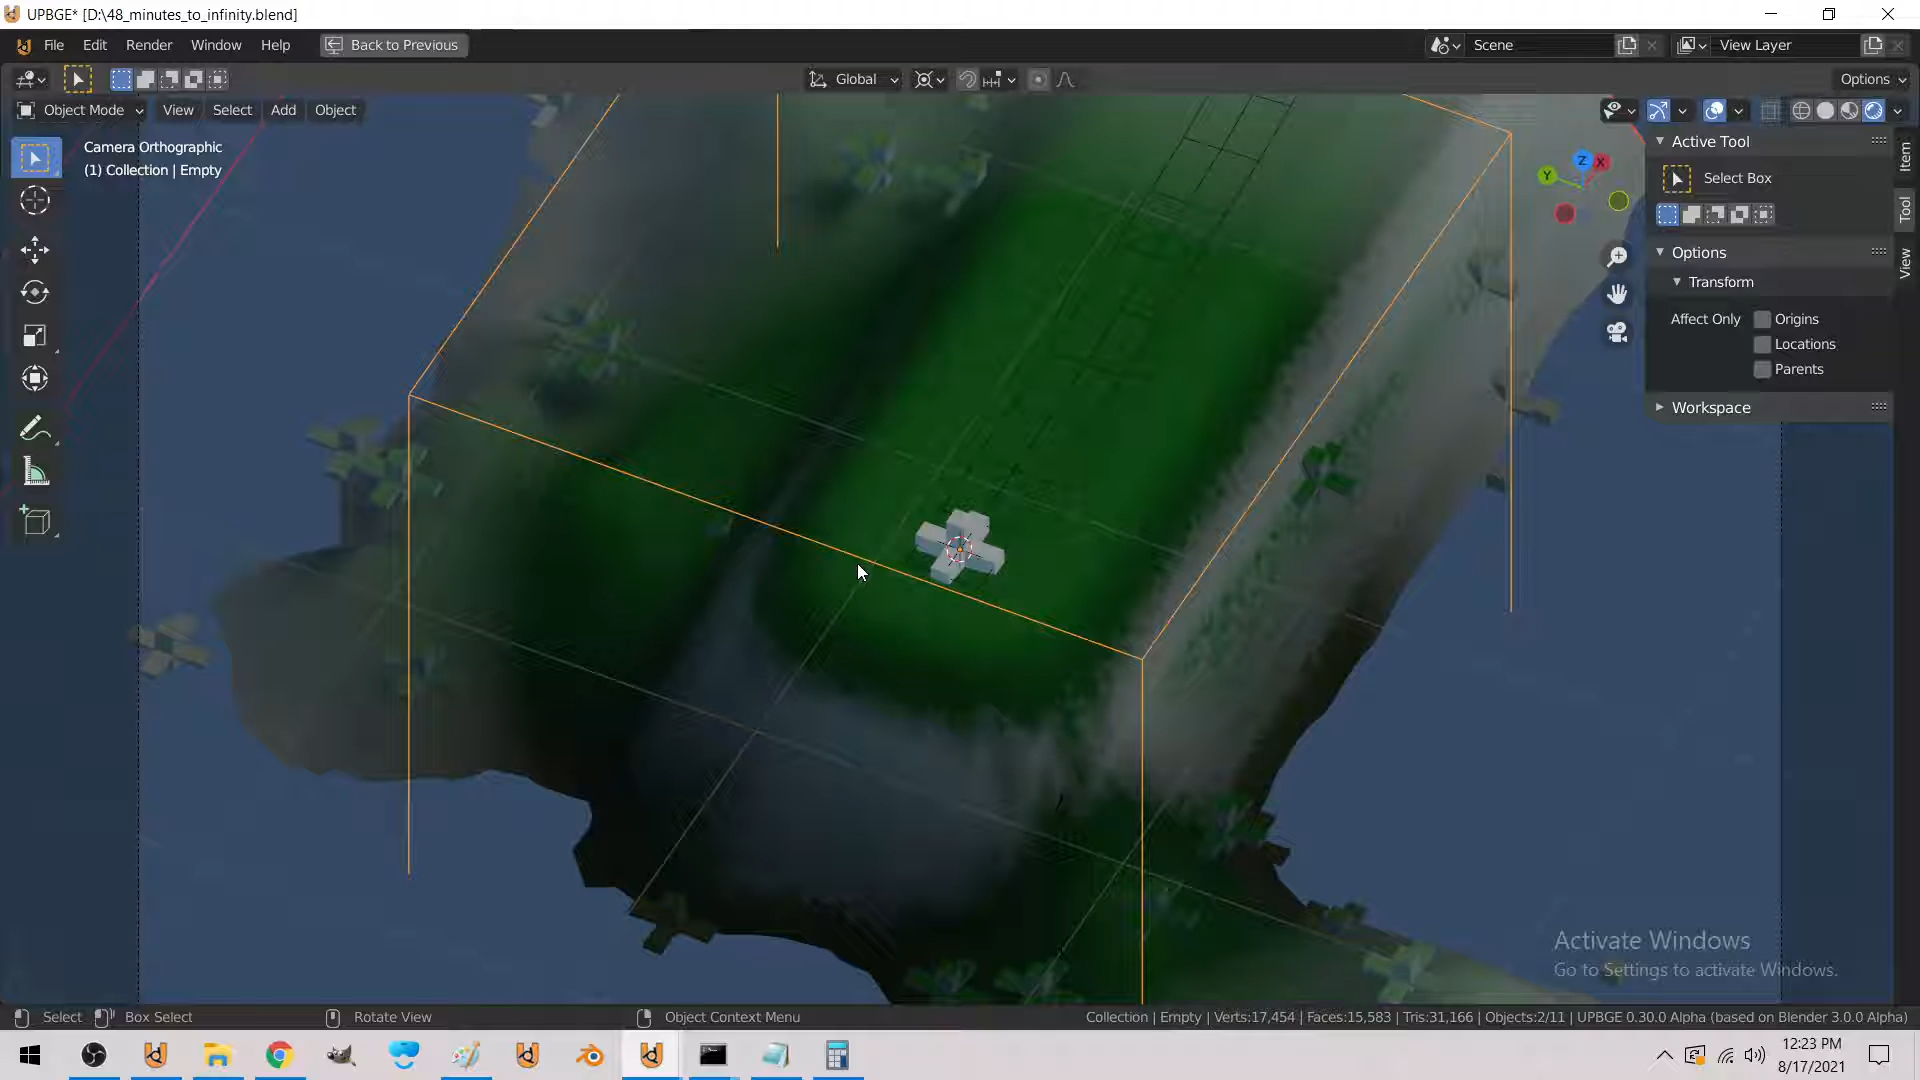 UPBGE* [D:\48_minutes_to_infinity.blend]
File Edit Render Window Help Back to Previous Scene View Layer
Global Options
Object Mode View Select Add Object
Camera Orthographic
(1) Collection | Empty
Active Tool
Select Box
Options
Transform
Affect Only Origins
Locations
Parents
Workspace
Item
Tool
View
Z X
Y
Activate Windows
Go to Settings to activate Windows.
Select Box Select Rotate View Object Context Menu Collection | Empty | Verts:17,454 | Faces:15,583 | Tris:31,166 | Objects:2/11 | UPBGE 0.30.0 Alpha (based on Blender 3.0.0 Alpha)
12:23 PM
8/17/2021